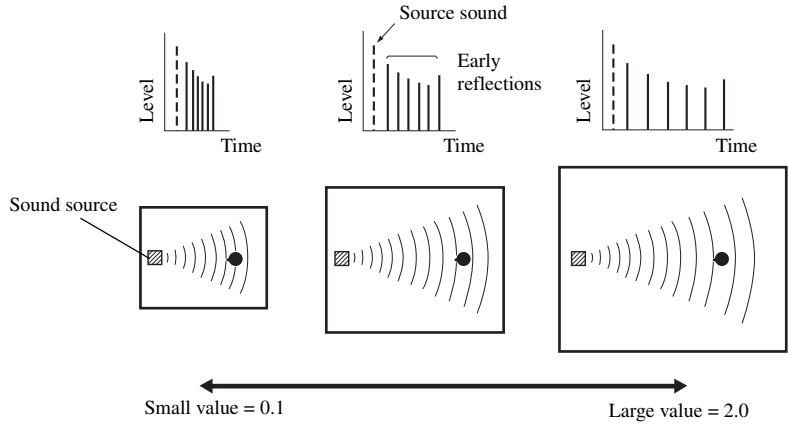 Source sound
Early
reflections
Level
Time
Level
Time
Level
Time
Sound source
Small value = 0.1
Large value = 2.0